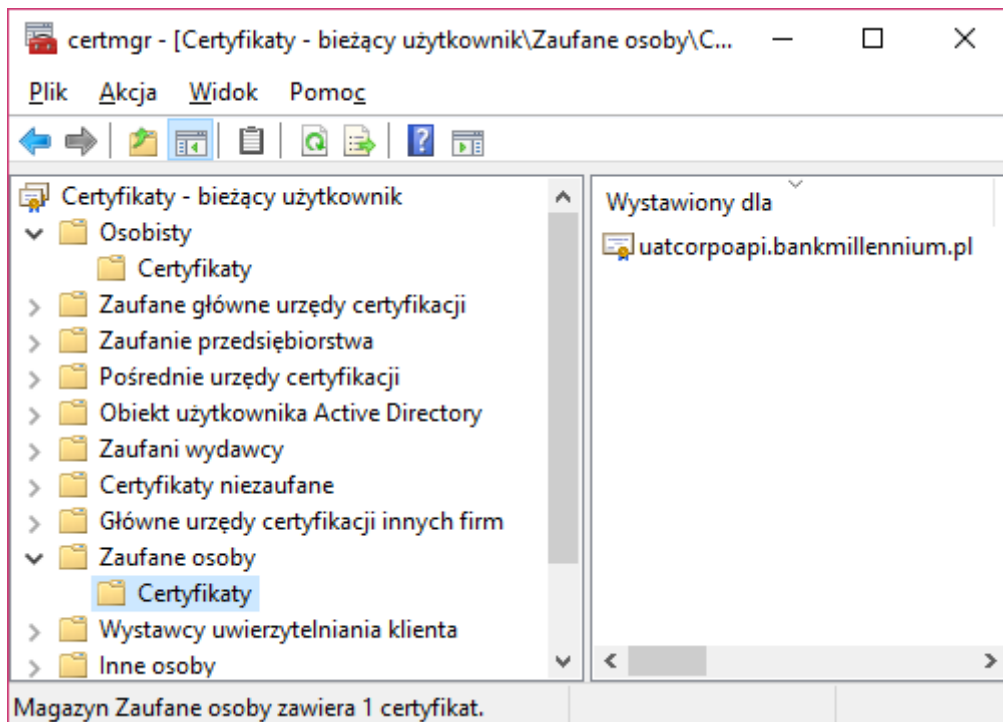 certmgr - [Certyfikaty - bieżący użytkownik\Zaufane osoby\C...
Plik Akcja Widok Pomoc
Certyfikaty - bieżący użytkownik
Osobisty
Certyfikaty
Zaufane główne urzędy certyfikacji
Zaufanie przedsiębiorstwa
Pośrednie urzędy certyfikacji
Obiekt użytkownika Active Directory
Zaufani wydawcy
Certyfikaty niezaufane
Główne urzędy certyfikacji innych firm
Zaufane osoby
Certyfikaty
Wystawcy uwierzytelniania klienta
Inne osoby
Wystawiony dla
uatcorpoapi.bankmillennium.pl
Magazyn Zaufane osoby zawiera 1 certyfikat.